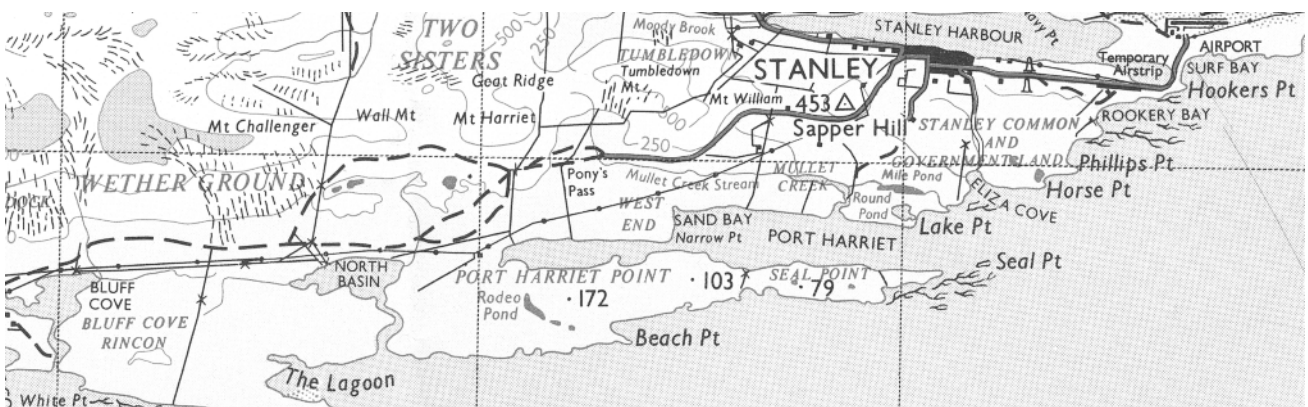 Moody Brook
STANLEY HARBOUR
TWO
SISTERS
500
250
TUMBLEDOWN
Tumbledown
Mt
Goat Ridge
STANLEY
Temporary
Airstrip
AIRPORT
SURF BAY
Hookers Pt
Mt Challenger
Wall Mt
Mt Harriet
Mt William
453
Sapper Hill
500
250
STANLEY COMMON
AND
GOVERNMENT LAND
ROOKERY BAY
Phillips Pt
Horse Pt
WETHER GROUND
Pony's
Pass
Mullet Creek Stream
MULLET
CREEK
Mile Pond
Round
Pond
ELIZA COVE
Lake Pt
WEST
END
SAND BAY
Narrow Pt
PORT HARRIET
Seal Pt
NORTH
BASIN
PORT HARRIET POINT
103
SEAL POINT
79
BLUFF
COVE
BLUFF COVE
RINCON
Rodeo
Pond
172
Beach Pt
The Lagoon
White Pt